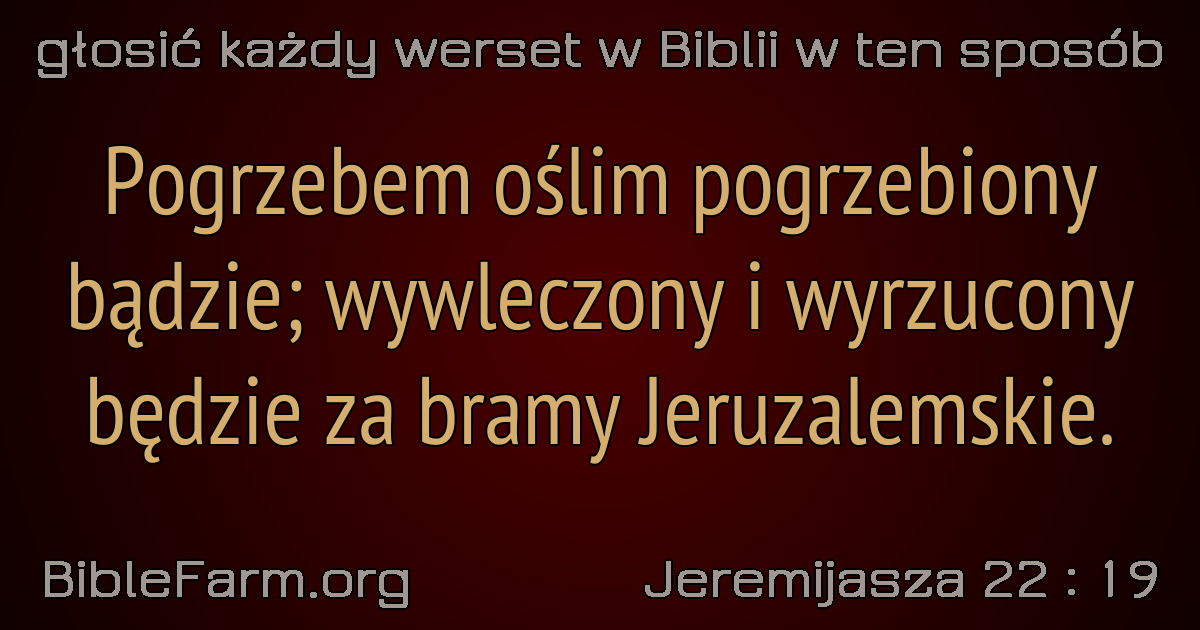 głosić każdy werset w Biblii w ten sposób
Pogrzebem oślim pogrzebiony
bądzie; wywleczony i wyrzucony
będzie za bramy Jeruzalemskie.
BibleFarm.org
Jeremijasza 22 : 19